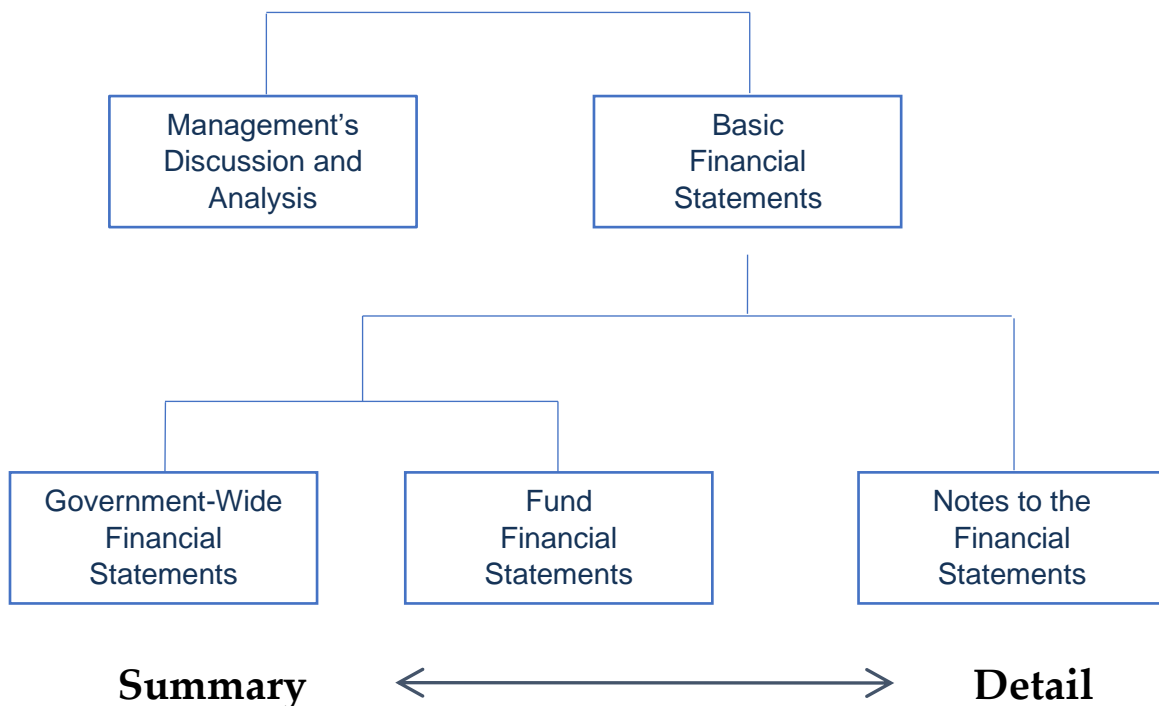 Management’s
Discussion and
Analysis
Basic
Financial
Statements
Government-Wide
Financial
Statements
Fund
Financial
Statements
Notes to the
Financial
Statements
Summary
Detail